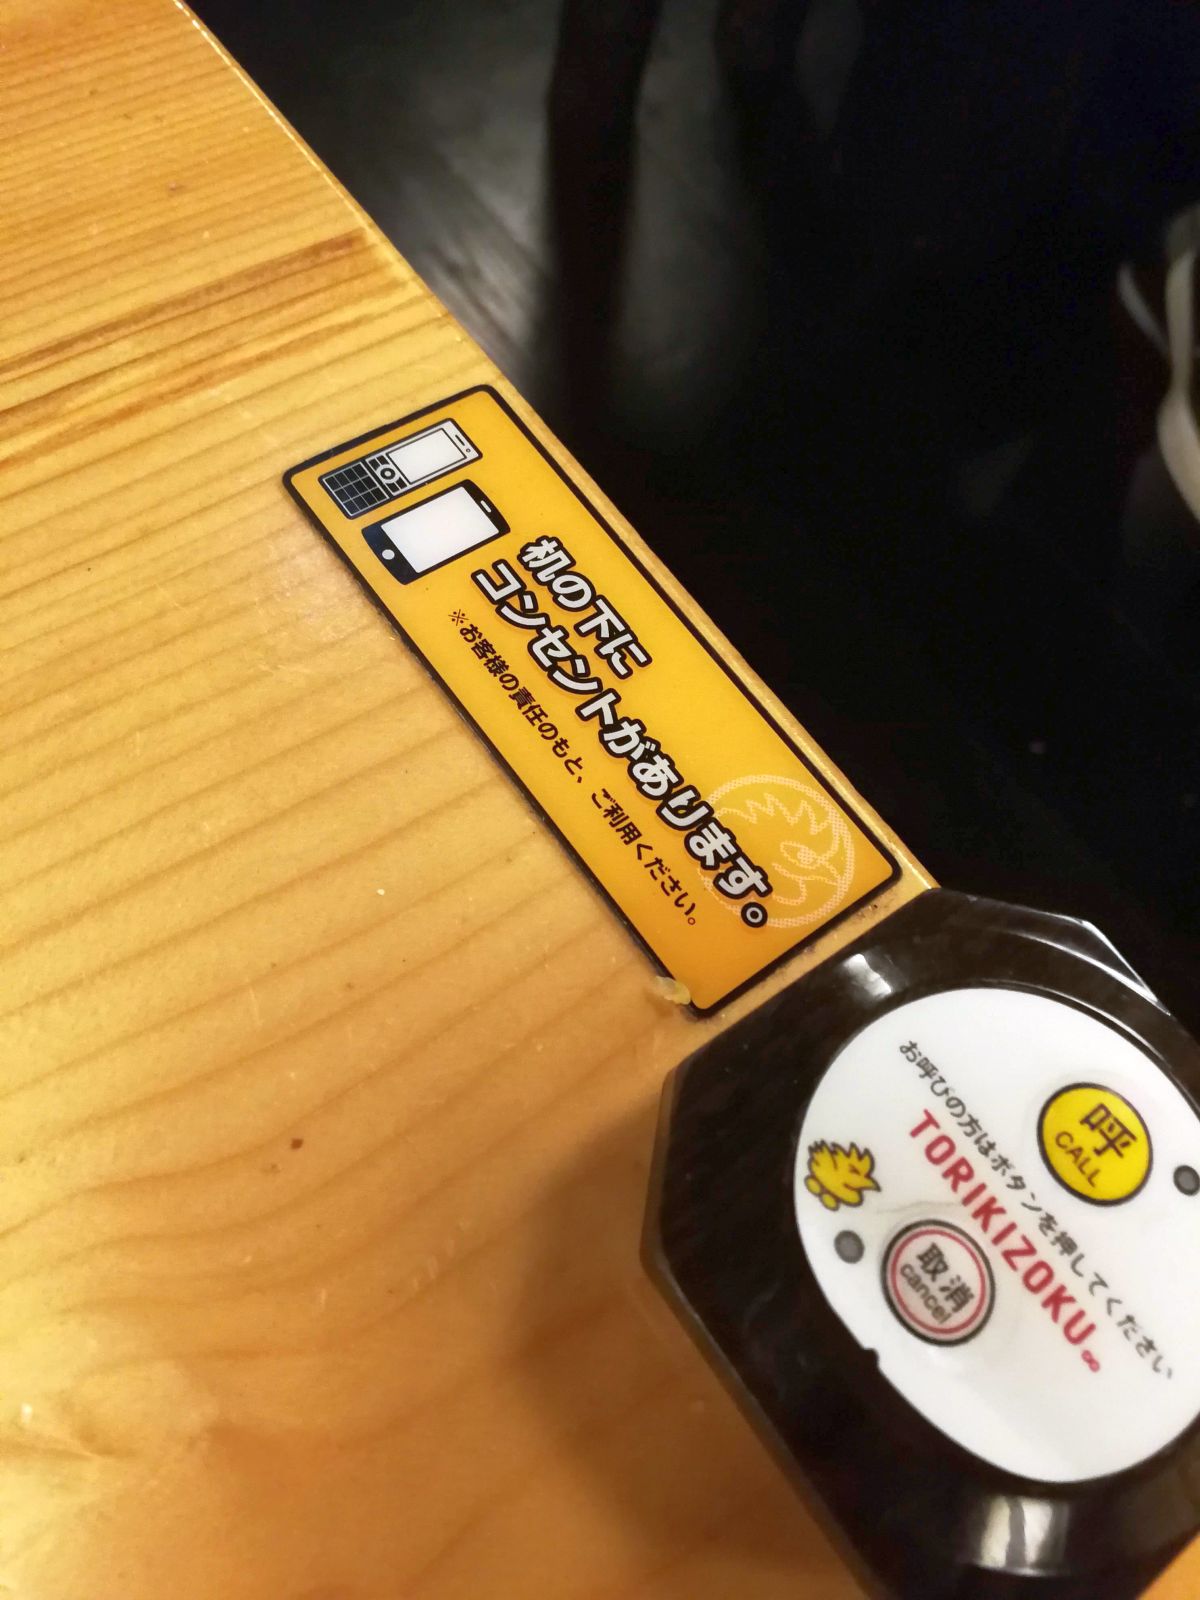 机の下に
コンセントがあります。
※お客様の責任のもと、ご利用ください。
呼
CALL
お呼びの方はボタンを押してください
TORIKIZOKU∞
取消
cancel